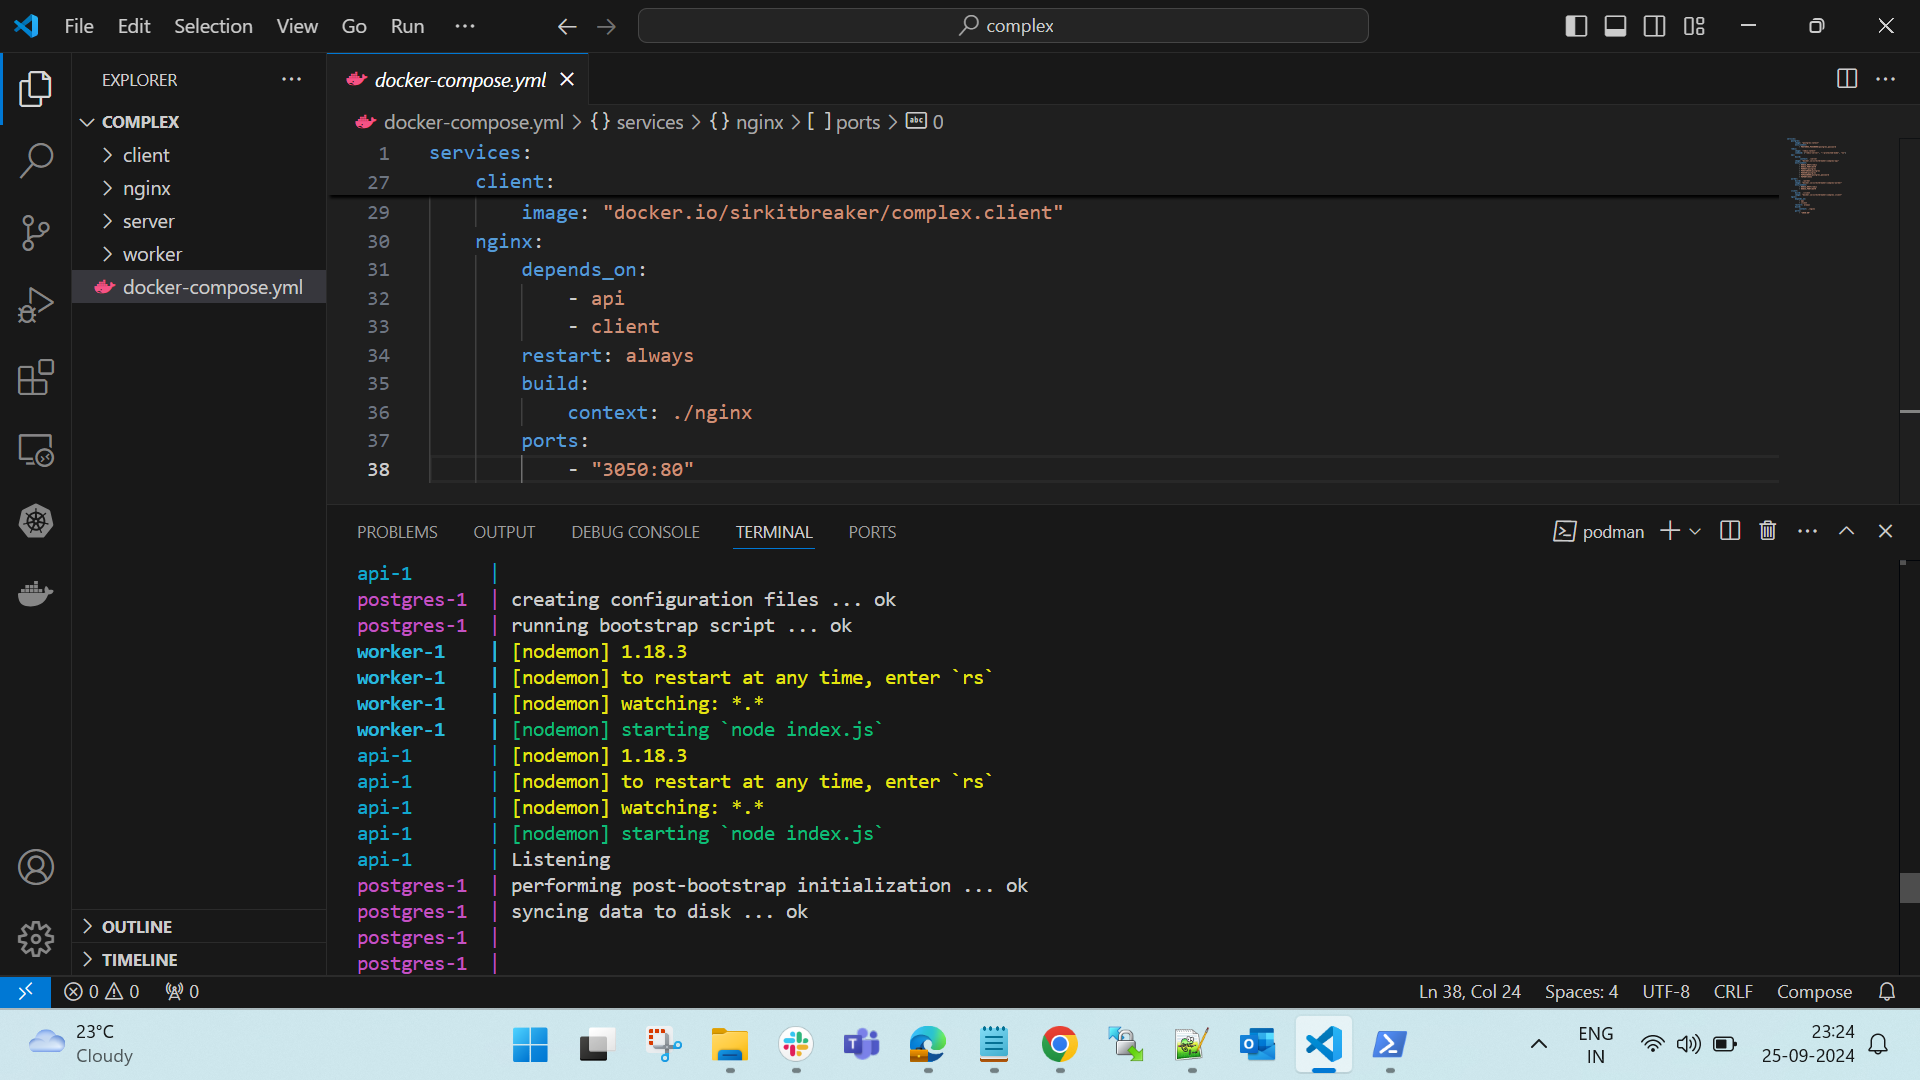 File Edit Selection View Go Run ··· complex
EXPLORER ···
docker-compose.yml
COMPLEX
client
nginx
server
worker
docker-compose.yml
docker-compose.yml > {} services > {} nginx > [ ] ports > abc 0
1 services:
27 client:
29 image: "docker.io/sirkitbreaker/complex.client"
30 nginx:
31 depends_on:
32 - api
33 - client
34 restart: always
35 build:
36 context: ./nginx
37 ports:
38 - "3050:80"
PROBLEMS OUTPUT DEBUG CONSOLE TERMINAL PORTS podman
api-1 |
postgres-1 | creating configuration files ... ok
postgres-1 | running bootstrap script ... ok
worker-1 | [nodemon] 1.18.3
worker-1 | [nodemon] to restart at any time, enter `rs`
worker-1 | [nodemon] watching: *.*
worker-1 | [nodemon] starting `node index.js`
api-1 | [nodemon] 1.18.3
api-1 | [nodemon] to restart at any time, enter `rs`
api-1 | [nodemon] watching: *.*
api-1 | [nodemon] starting `node index.js`
api-1 | Listening
postgres-1 | performing post-bootstrap initialization ... ok
postgres-1 | syncing data to disk ... ok
postgres-1 |
postgres-1 |
OUTLINE
TIMELINE
0 0 0 Ln 38, Col 24 Spaces: 4 UTF-8 CRLF Compose
23°C
Cloudy
ENG
IN
23:24
25-09-2024